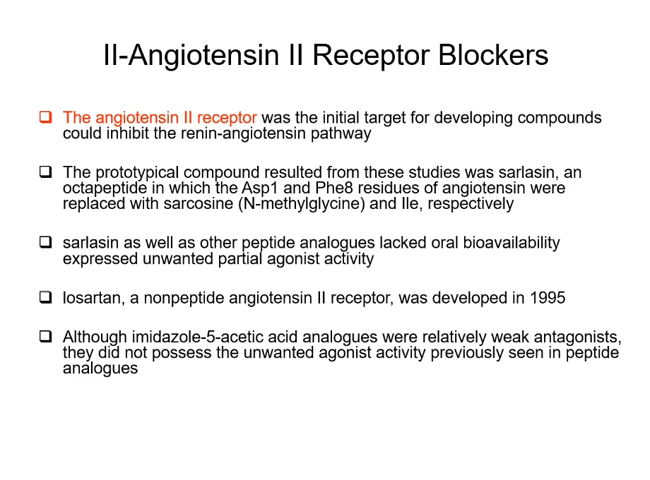 II-Angiotensin II Receptor Blockers
The angiotensin II receptor was the initial target for developing compounds
could inhibit the renin-angiotensin pathway
The prototypical compound resulted from these studies was sarlasin, an
octapeptide in which the Asp1 and Phe8 residues of angiotensin were
replaced with sarcosine (N-methylglycine) and Ile, respectively
sarlasin as well as other peptide analogues lacked oral bioavailability
expressed unwanted partial agonist activity
losartan, a nonpeptide angiotensin II receptor, was developed in 1995
Although imidazole-5-acetic acid analogues were relatively weak antagonists,
they did not possess the unwanted agonist activity previously seen in peptide
analogues